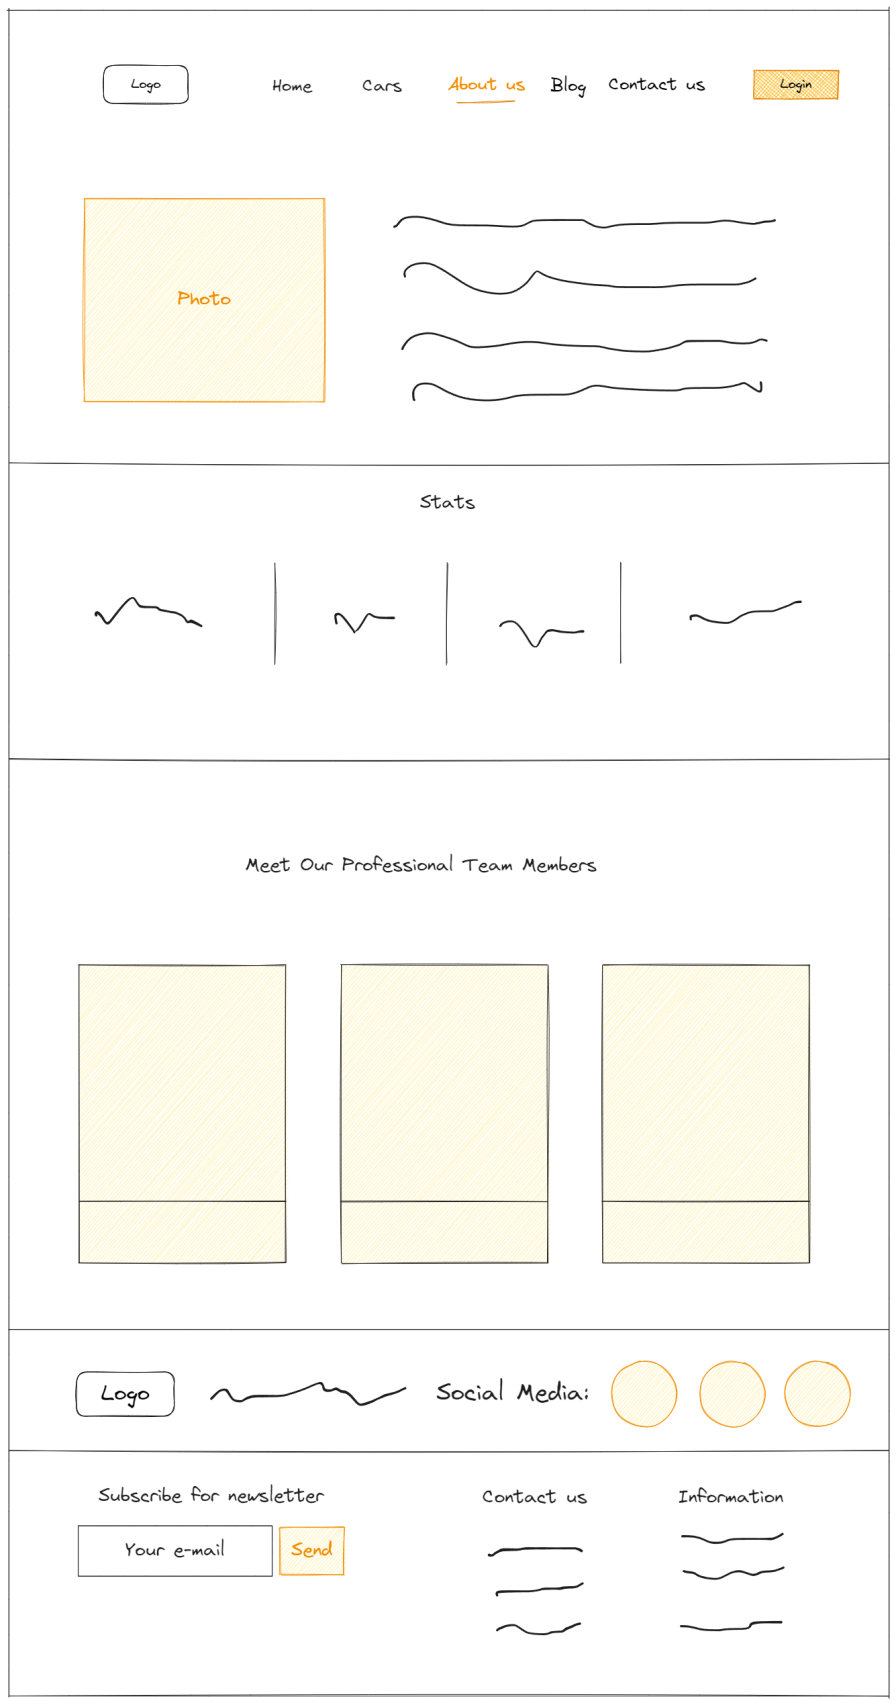 Logo
Home Cars About us Blog Contact us
Login
Photo
Stats
Meet Our Professional Team Members
Logo
Social Media:
Subscribe for newsletter
Your e-mail
Send
Contact us
Information